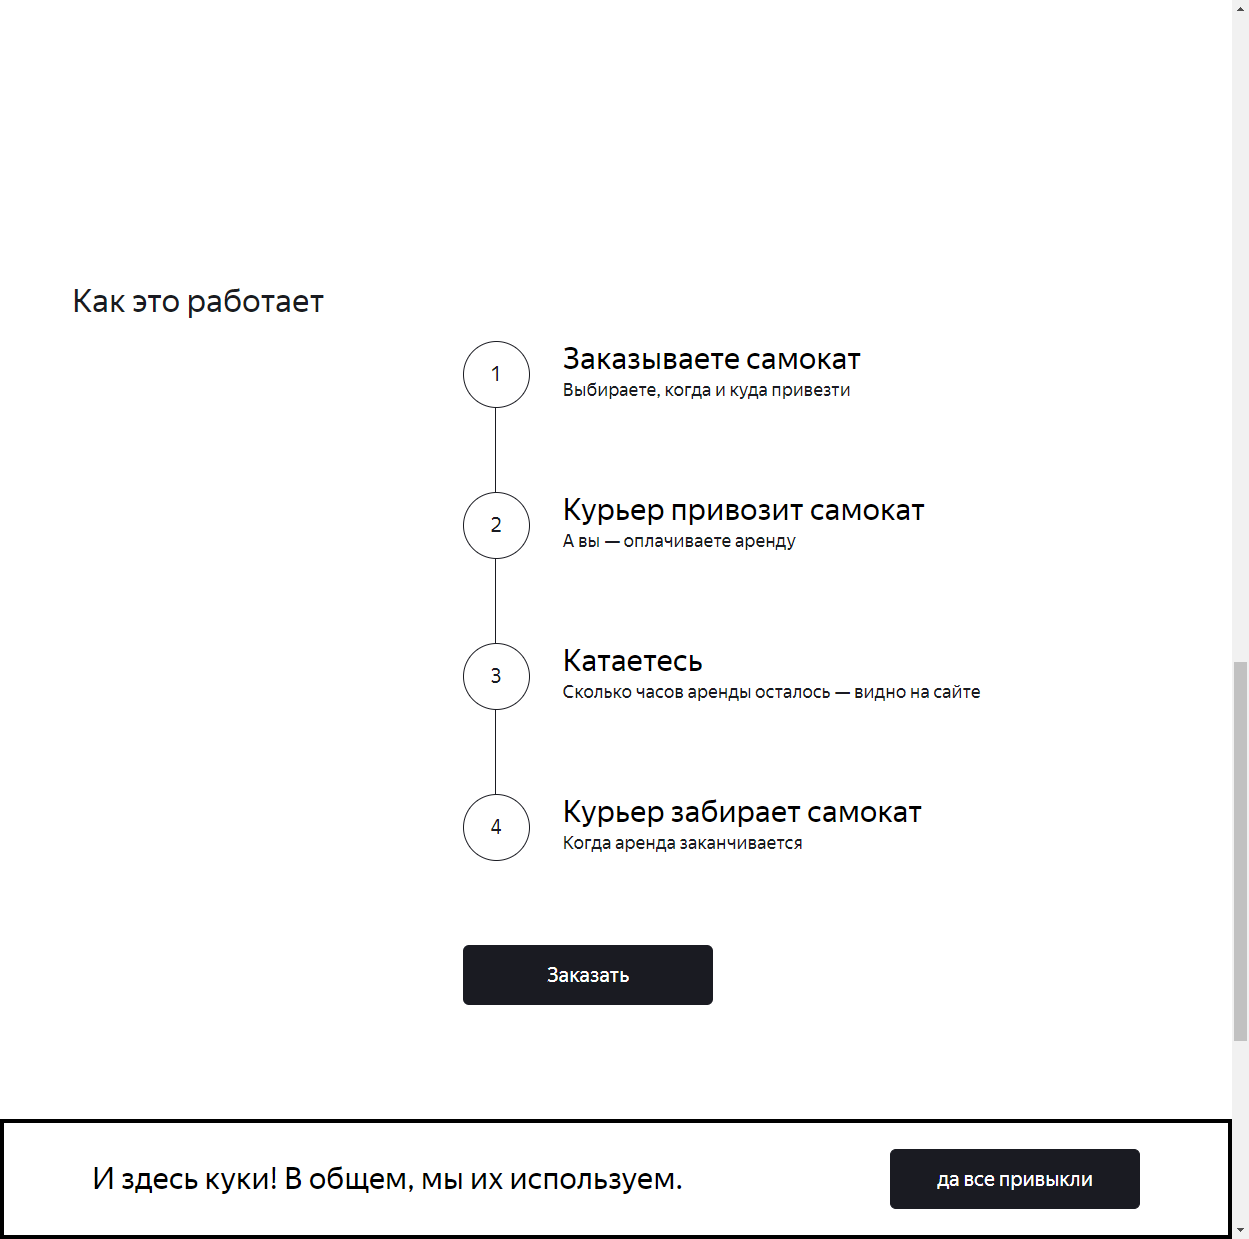 Как это работает
1
Заказываете самокат
Выбираете, когда и куда привезти
2
Курьер привозит самокат
А вы — оплачиваете аренду
3
Катаетесь
Сколько часов аренды осталось — видно на сайте
4
Курьер забирает самокат
Когда аренда заканчивается
Заказать
И здесь куки! В общем, мы их используем.
да все привыкли